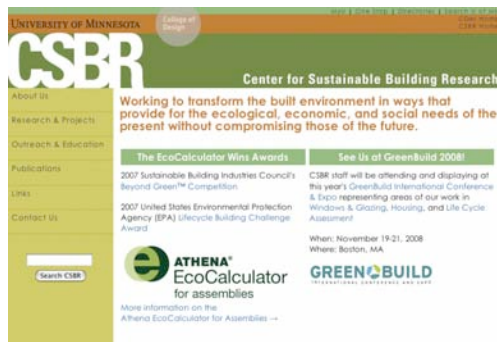 UNIVERSITY OF MINNESOTA
College of
Design
CSBR
Center for Sustainable Building Research
About Us
Research & Projects
Outreach & Education
Publications
Links
Contact Us
Search CSBR
Working to transform the built environment in ways that
provide for the ecological, economic, and social needs of the
present without compromising those of the future.
The EcoCalculator Wins Awards
2007 Sustainable Building Industries Council's
Beyond Green™ Competition
2007 United States Environmental Protection
Agency (EPA) Lifecycle Building Challenge
Award
ATHENA®
EcoCalculator
for assemblies
More information on the
Athena EcoCalculator for Assemblies →
See Us at GreenBuild 2008!
CSBR staff will be attending and displaying at
this year's GreenBuild International Conference
& Expo representing areas of our work in
Windows & Glazing, Housing, and Life Cycle
Assessment
When: November 19-21, 2008
Where: Boston, MA
GREENBUILD
INTERNATIONAL CONFERENCE AND EXPO